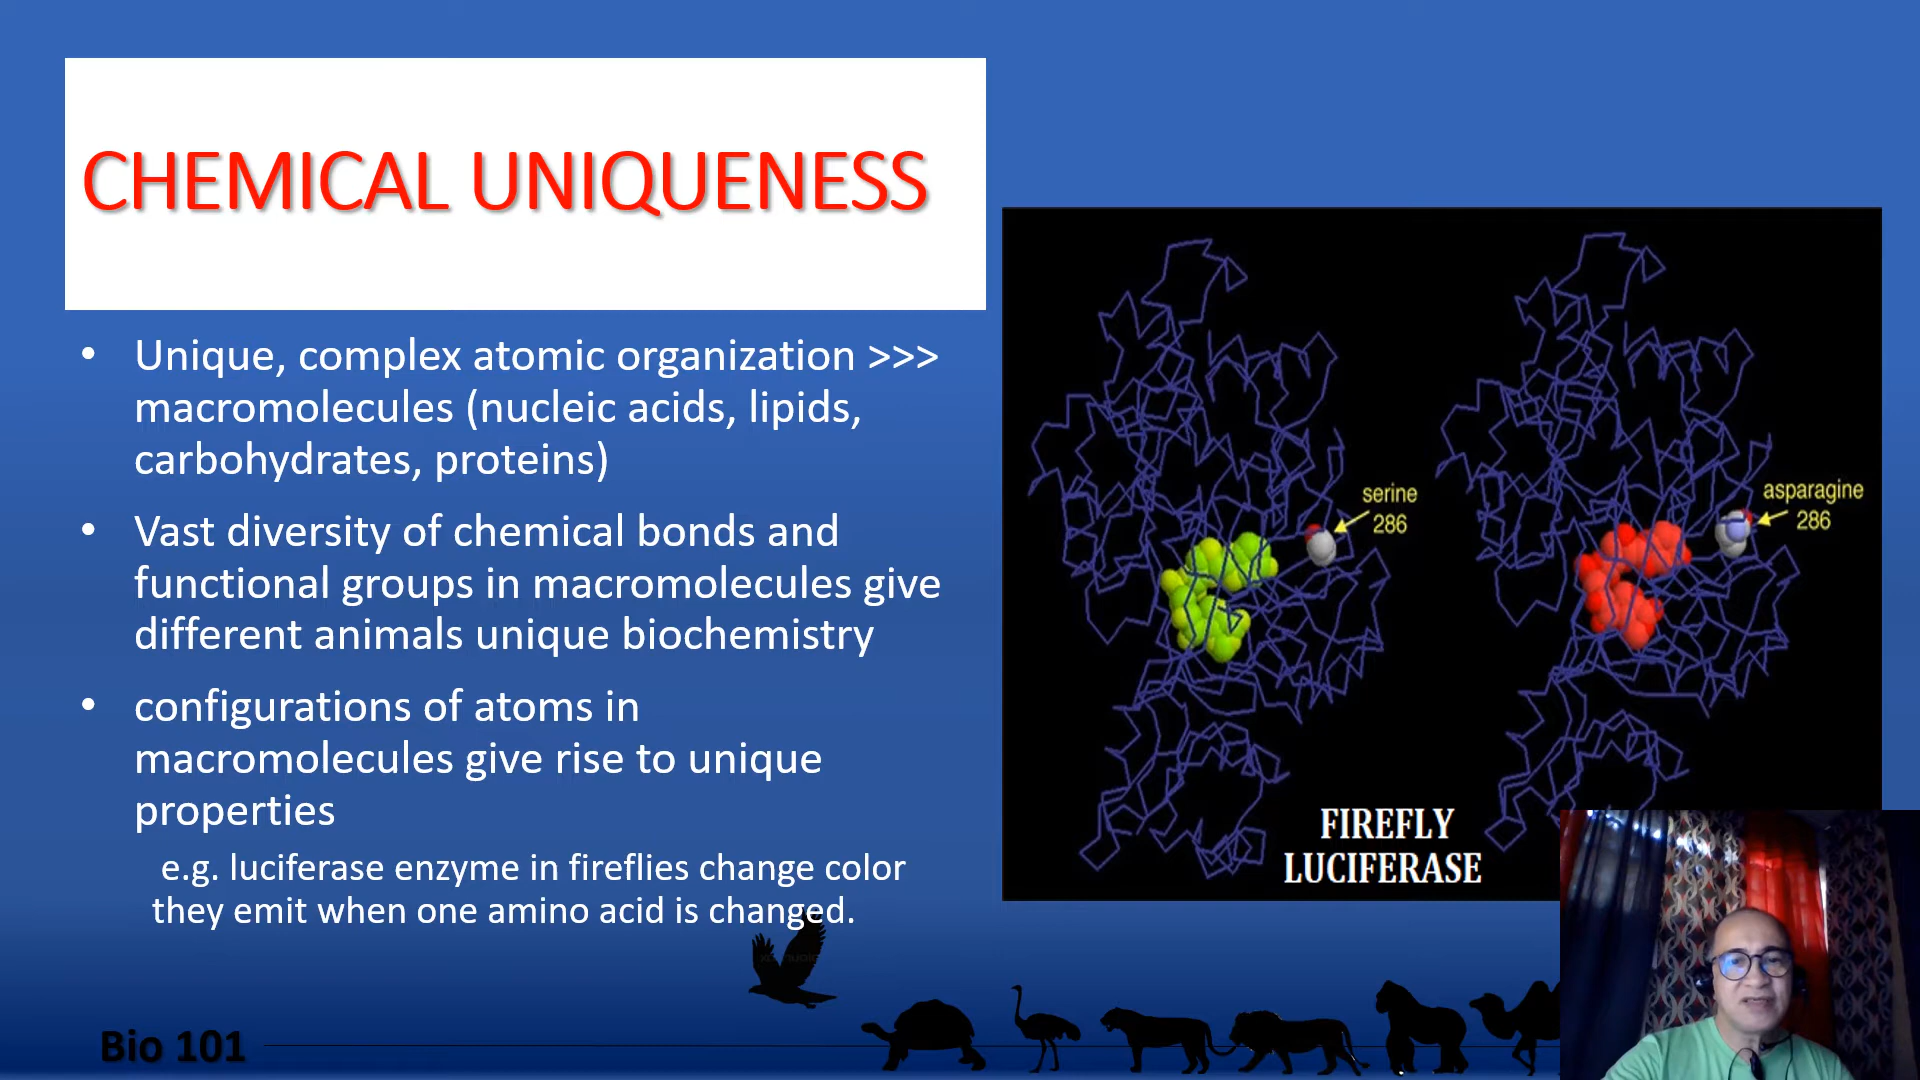 CHEMICAL UNIQUENESS
• Unique, complex atomic organization >>>
macromolecules (nucleic acids, lipids,
carbohydrates, proteins)
• Vast diversity of chemical bonds and
functional groups in macromolecules give
different animals unique biochemistry
• configurations of atoms in
macromolecules give rise to unique
properties
e.g. luciferase enzyme in fireflies change color
they emit when one amino acid is changed.
serine
286
asparagine
286
FIREFLY
LUCIFERASE
Bio 101